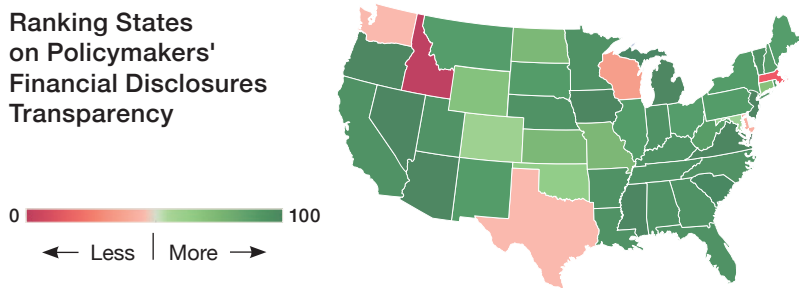 Ranking States
on Policymakers'
Financial Disclosures
Transparency
0 100
Less More